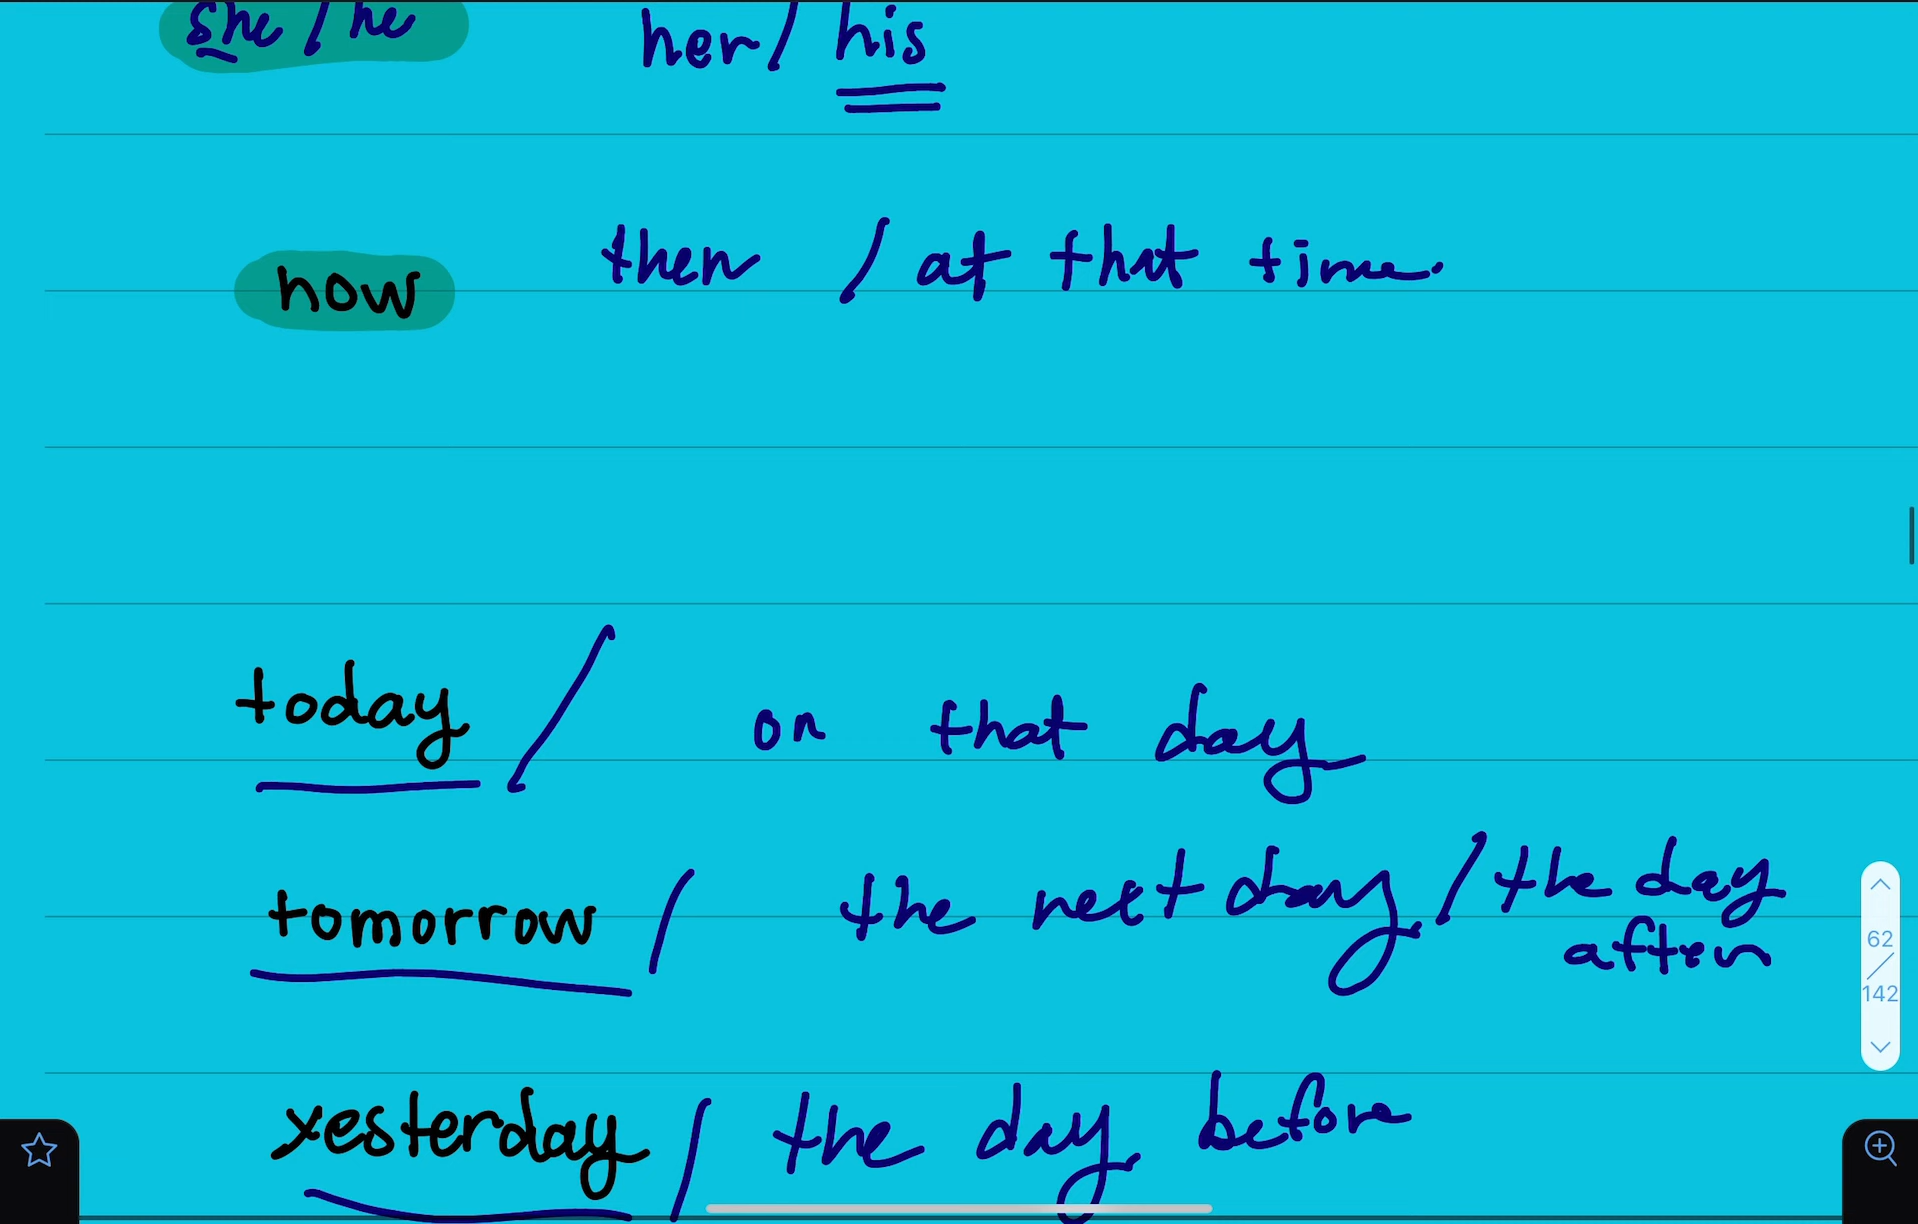 she / he her / his
now then / at that time.
today / on that day
tomorrow / the next day / the day
after
62
/
142
yesterday / the day before